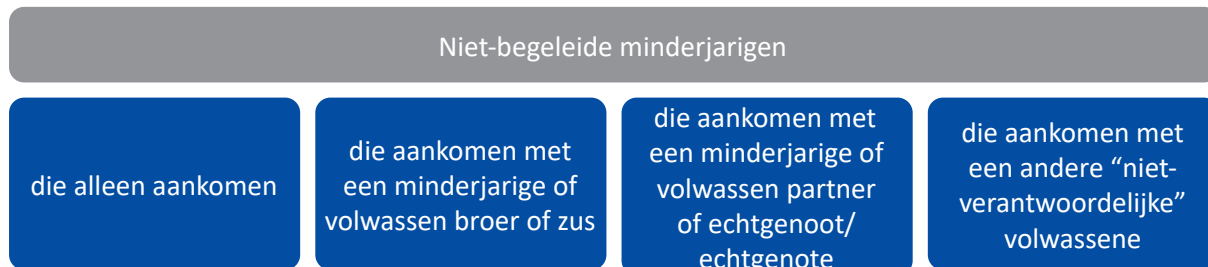 Niet-begeleide minderjarigen
die alleen aankomen
die aankomen met
een minderjarige of
volwassen broer of zus
die aankomen met
een minderjarige of
volwassen partner
of echtgenoot/
echtgenote
die aankomen met
een andere “niet-
verantwoordelijke”
volwassene